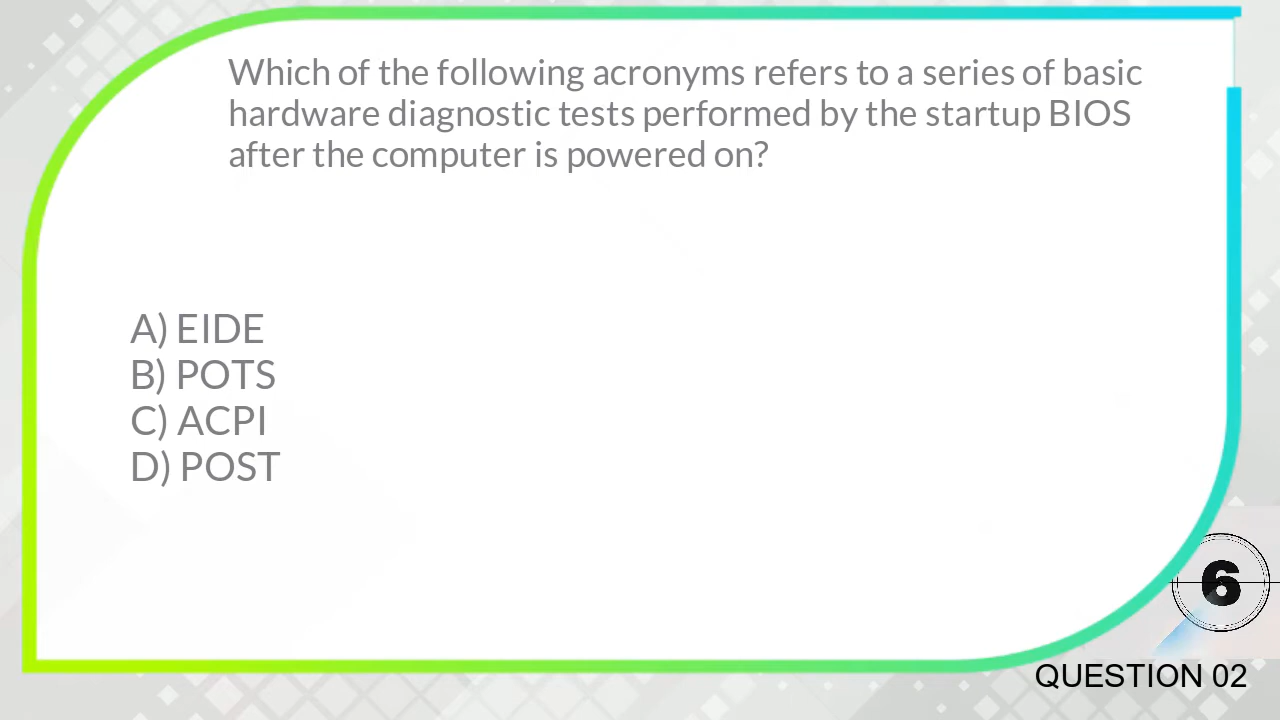 Which of the following acronyms refers to a series of basic
hardware diagnostic tests performed by the startup BIOS
after the computer is powered on?
A) EIDE
B) POTS
C) ACPI
D) POST
6
QUESTION 02